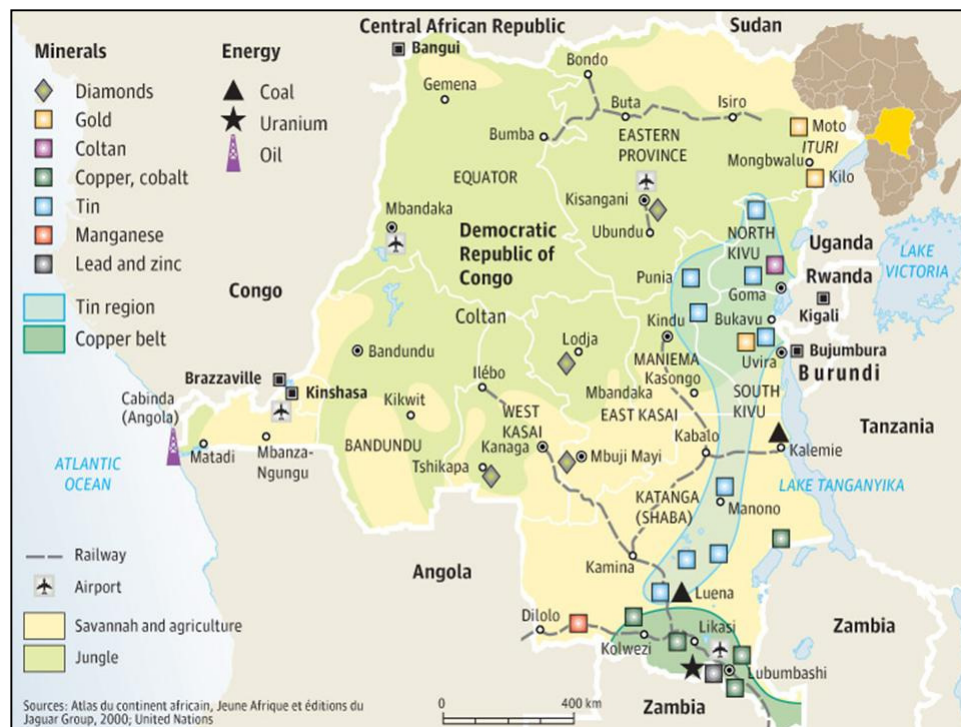 Minerals
Diamonds
Gold
Coltan
Copper, cobalt
Tin
Manganese
Lead and zinc
Tin region
Copper belt
Energy
Coal
Uranium
Oil
Central African Republic
Bangui
Sudan
Gemena
Bondo
Buta
Isiro
Bumba
EASTERN
PROVINCE
Moto
ITURI
Mongbwalu
Kilo
EQUATOR
Kisangani
Ubundu
Mbandaka
Democratic
Republic of
Congo
NORTH
KIVU
Uganda
LAKE
VICTORIA
Congo
Punia
Goma
Rwanda
Kigali
Coltan
Bukavu
Kindu
Bandundu
Lodja
MANIEMA
Uvira
Bujumbura
Burundi
Brazzaville
Kinshasa
Ilébo
Mbandaka
Kasongo
SOUTH
KIVU
Cabinda
(Angola)
Kikwit
WEST
KASAI
EAST KASAI
Tanzania
Matadi
Mbanza-
Ngungu
BANDUNDU
Kanaga
Mbuji Mayi
Kabalo
Kalemie
ATLANTIC
OCEAN
Tshikapa
KATANGA
(SHABA)
Manono
LAKE TANGANYIKA
Railway
Airport
Savannah and agriculture
Jungle
Angola
Kamina
Luena
Dilolo
Kolwezi
Likasi
Lubumbashi
Zambia
Zambia
Sources: Atlas du continent africain, Jeune Afrique et éditions du
Jaguar Group, 2000; United Nations
0
400 km